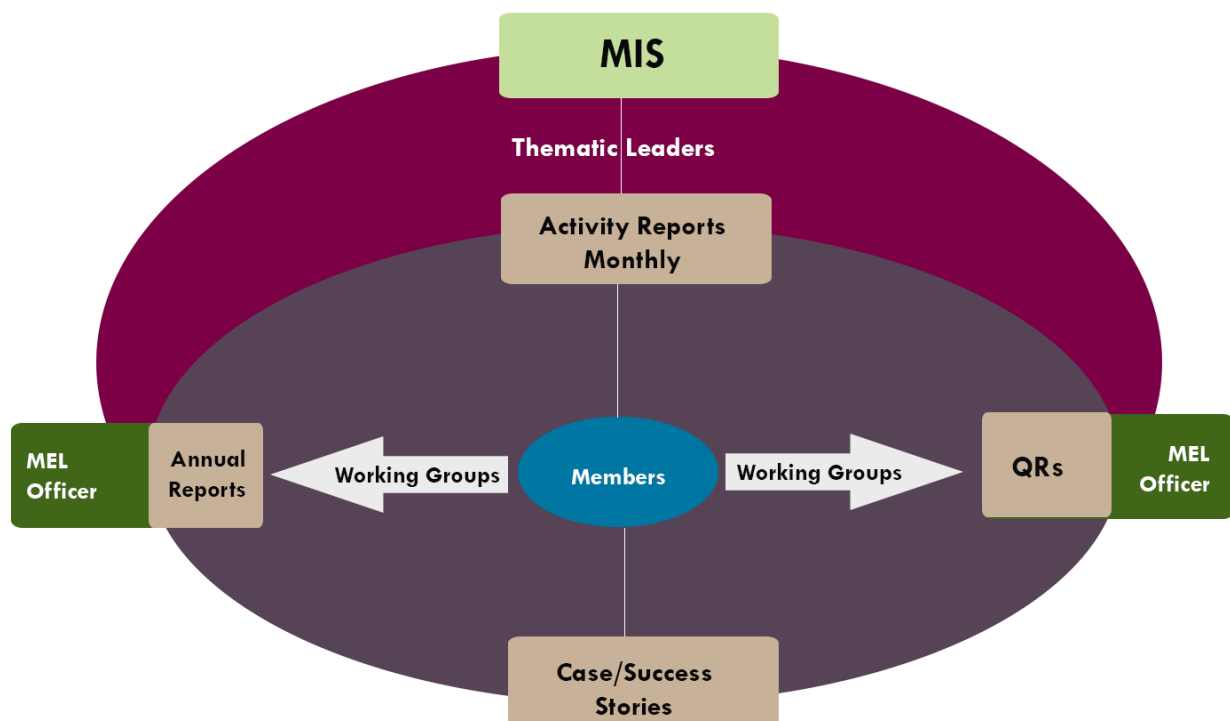 MIS
Thematic Leaders
Activity Reports
Monthly
MEL
Officer
Annual
Reports
Working Groups
Members
Working Groups
QRs
MEL
Officer
Case/Success
Stories